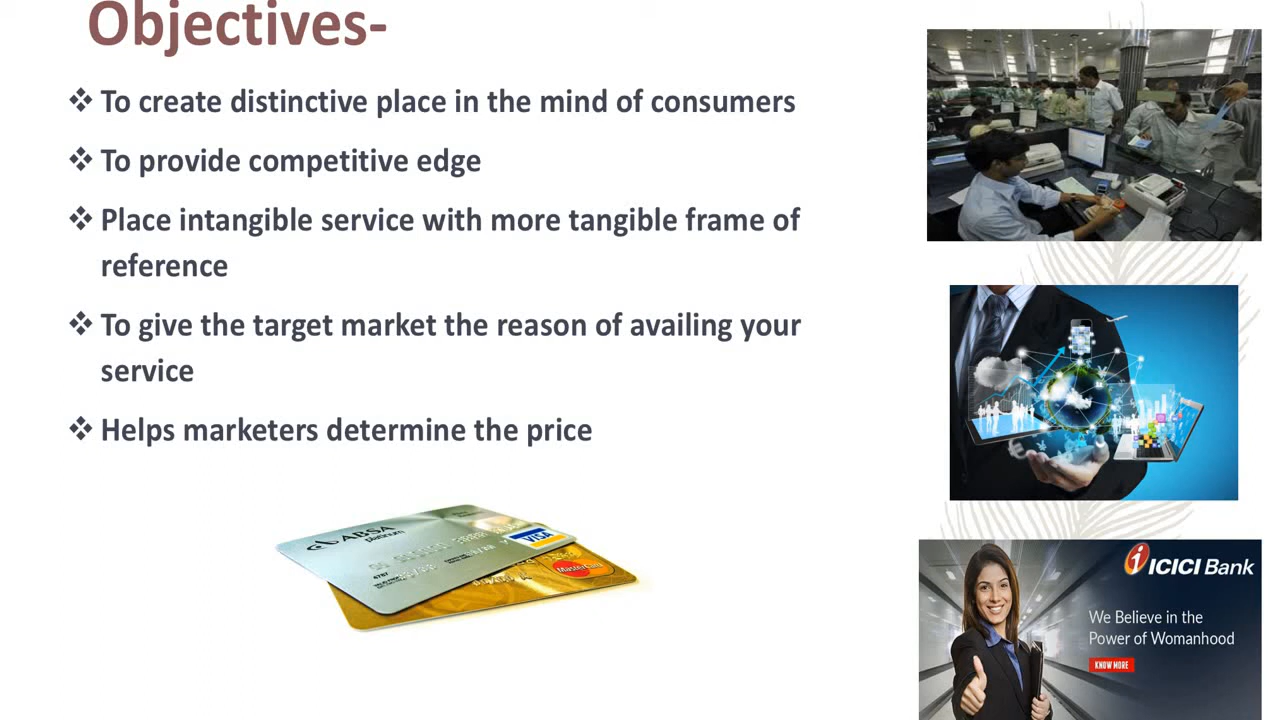 Objectives-
❖ To create distinctive place in the mind of consumers
❖ To provide competitive edge
❖ Place intangible service with more tangible frame of
reference
❖ To give the target market the reason of availing your
service
❖ Helps marketers determine the price
ABSA
platinum
VISA
4787
MasterCard
ICICI Bank
We Believe in the
Power of Womanhood
KNOW MORE